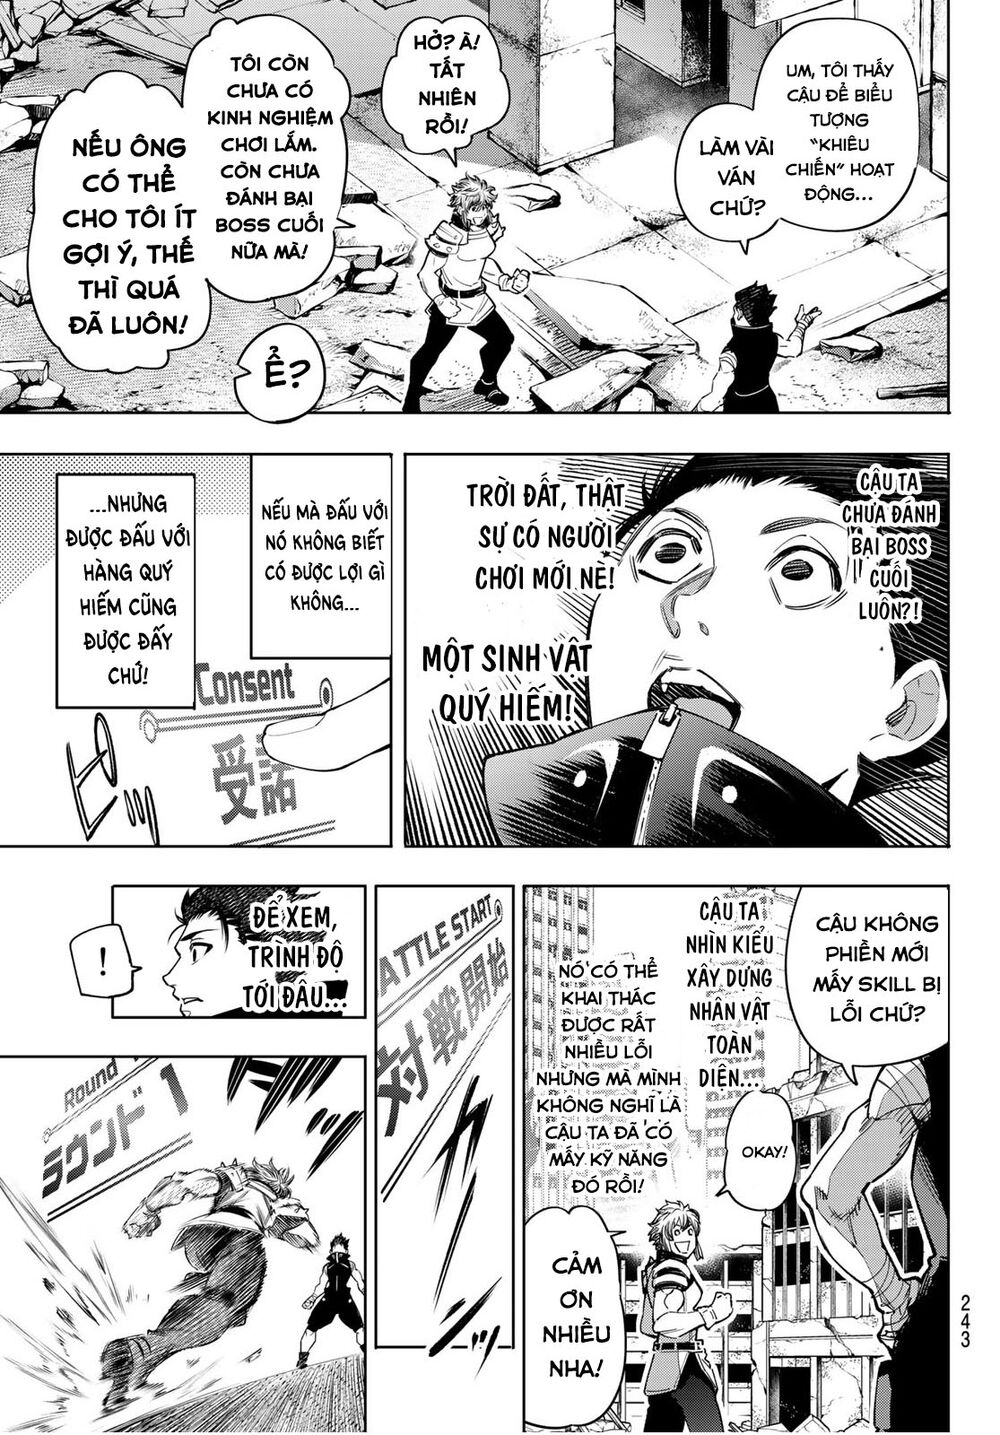 UM, TÔI THẤY
CẬU ĐỂ BIỂU
TƯỢNG
“KHIÊU
CHIẾN” HOẠT
ĐỘNG...
LÀM VÀI
VÁN
CHỨ?
HỞ? À!
TẤT
NHIÊN
RỒI!
TÔI CÒN
CHƯA CÓ
KINH NGHIỆM
CHƠI LẮM.
CÒN CHƯA
ĐÁNH BẠI
BOSS CUỐI
NỮA MÀ!
NẾU ÔNG
CÓ THỂ
CHO TÔI ÍT
GỢI Ý, THẾ
THÌ QUÁ
ĐÃ LUÔN!
Ể?
CẬU TA
CHƯA ĐÁNH
BẠI BOSS
CUỐI
LUÔN?!
TRỜI ĐẤT, THẬT
SỰ CÓ NGƯỜI
CHƠI MỚI NÈ!
MỘT SINH VẬT
QUÝ HIẾM!
NẾU MÀ ĐẤU VỚI
NÓ KHÔNG BIẾT
CÓ ĐƯỢC LỢI GÌ
KHÔNG...
...NHƯNG
ĐƯỢC ĐẤU VỚI
HÀNG QUÝ
HIẾM CŨNG
ĐƯỢC ĐẤY
CHỨ!
Consent
受諾
ピッ
CẬU KHÔNG
PHIỀN MỚI
MẤY SKILL BỊ
LỖI CHỨ?
CẬU TA
NHÌN KIỂU
XÂY DỰNG
NHÂN VẬT
TOÀN
DIỆN...
NÓ CÓ THỂ
KHAI THÁC
ĐƯỢC RẤT
NHIỀU LỖI
NHƯNG MÀ MÌNH
KHÔNG NGHĨ LÀ
CẬU TA ĐÃ CÓ
MẤY KỸ NĂNG
ĐÓ RỒI!
OKAY!
CẢM
ƠN
NHIỀU
NHA!
ATTLE START
対戦開始
ĐỂ XEM,
TRÌNH ĐỘ
TỚI ĐÂU...
!
Round
ラウンド 1
243